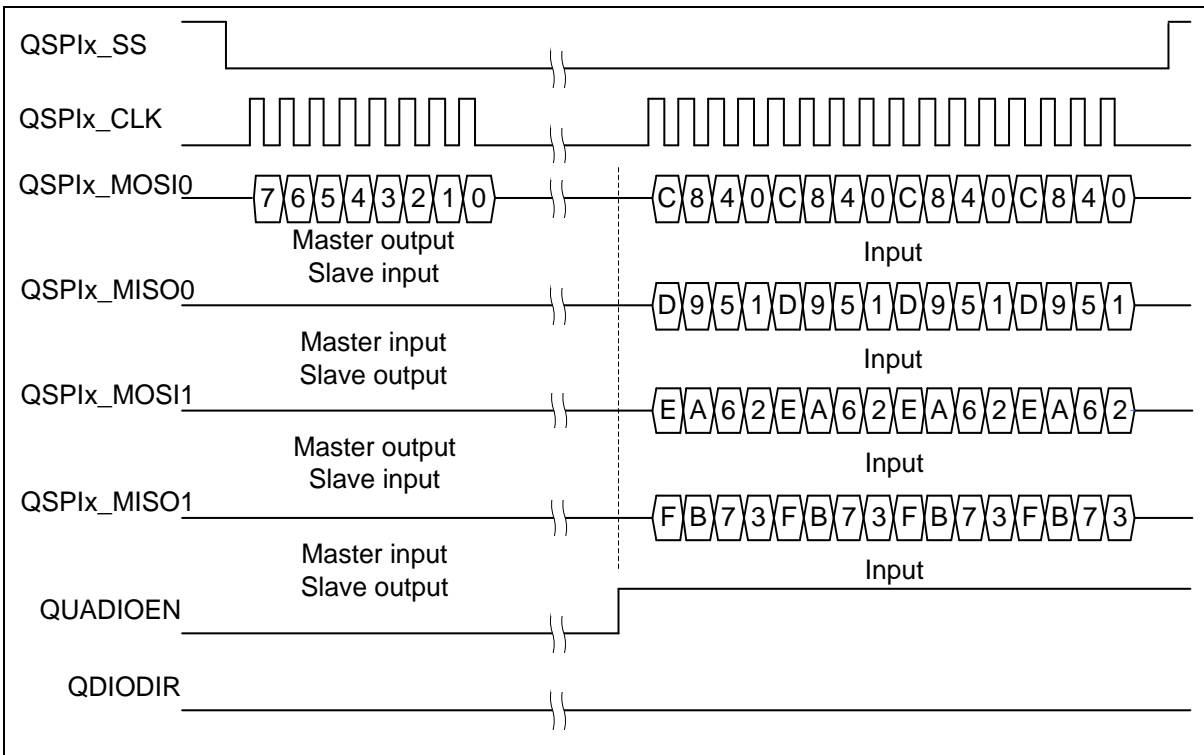 QSPIx_SS
QSPIx_CLK
QSPIx_MOSI0 7 6 5 4 3 2 1 0 C 8 4 0 C 8 4 0 C 8 4 0 C 8 4 0
Master output
Slave input
Input
QSPIx_MISO0 D 9 5 1 D 9 5 1 D 9 5 1 D 9 5 1
Master input
Slave output
Input
QSPIx_MOSI1 E A 6 2 E A 6 2 E A 6 2 E A 6 2
Master output
Slave input
Input
QSPIx_MISO1 F B 7 3 F B 7 3 F B 7 3 F B 7 3
Master input
Slave output
Input
QUADIOEN
QDIODIR